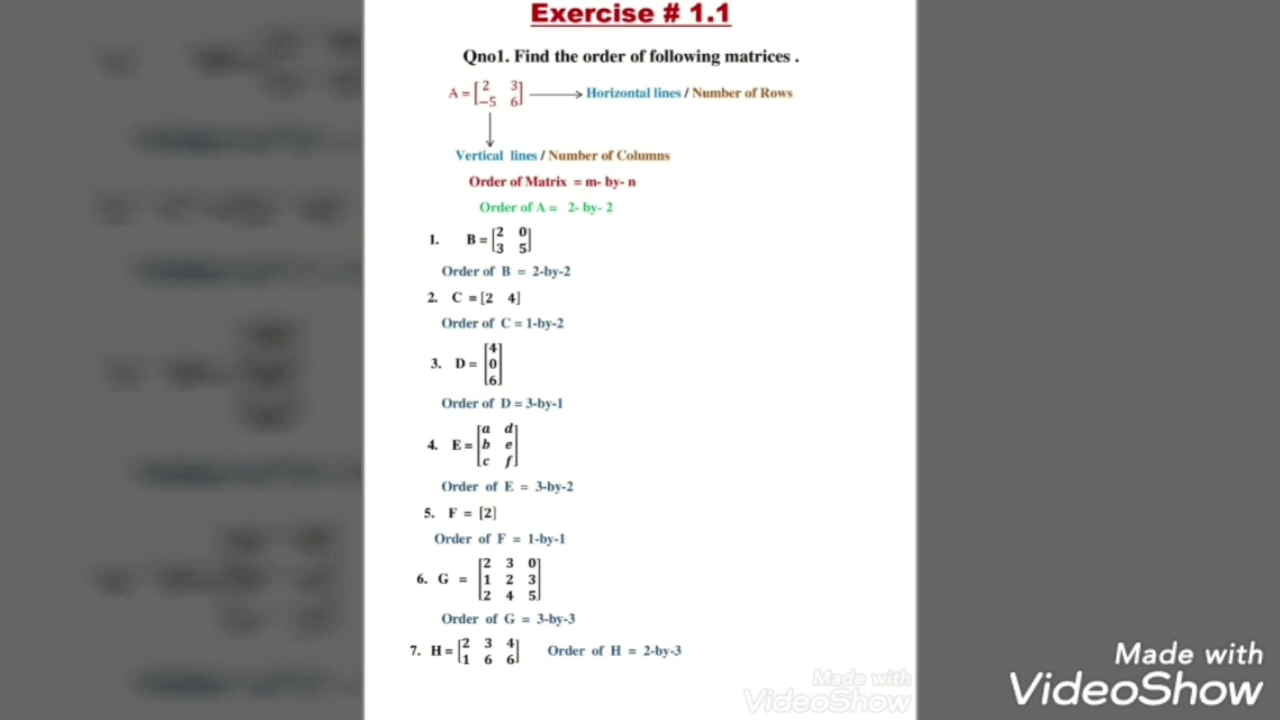 Exercise # 1.1
Qno1. Find the order of following matrices .
A = [2 3 −5 6] → Horizontal lines / Number of Rows
Vertical lines / Number of Columns
Order of Matrix = m- by- n
Order of A = 2- by- 2
1. B = [2 0 3 5]
Order of B = 2-by-2
2. C = [2 4]
Order of C = 1-by-2
3. D = [4 0 6]
Order of D = 3-by-1
4. E = [a d b e c f]
Order of E = 3-by-2
5. F = [2]
Order of F = 1-by-1
6. G = [2 3 0 1 2 3 2 4 5]
Order of G = 3-by-3
7. H = [2 3 4 1 6 6] Order of H = 2-by-3
Made with
VideoShow
Made with
VideoShow